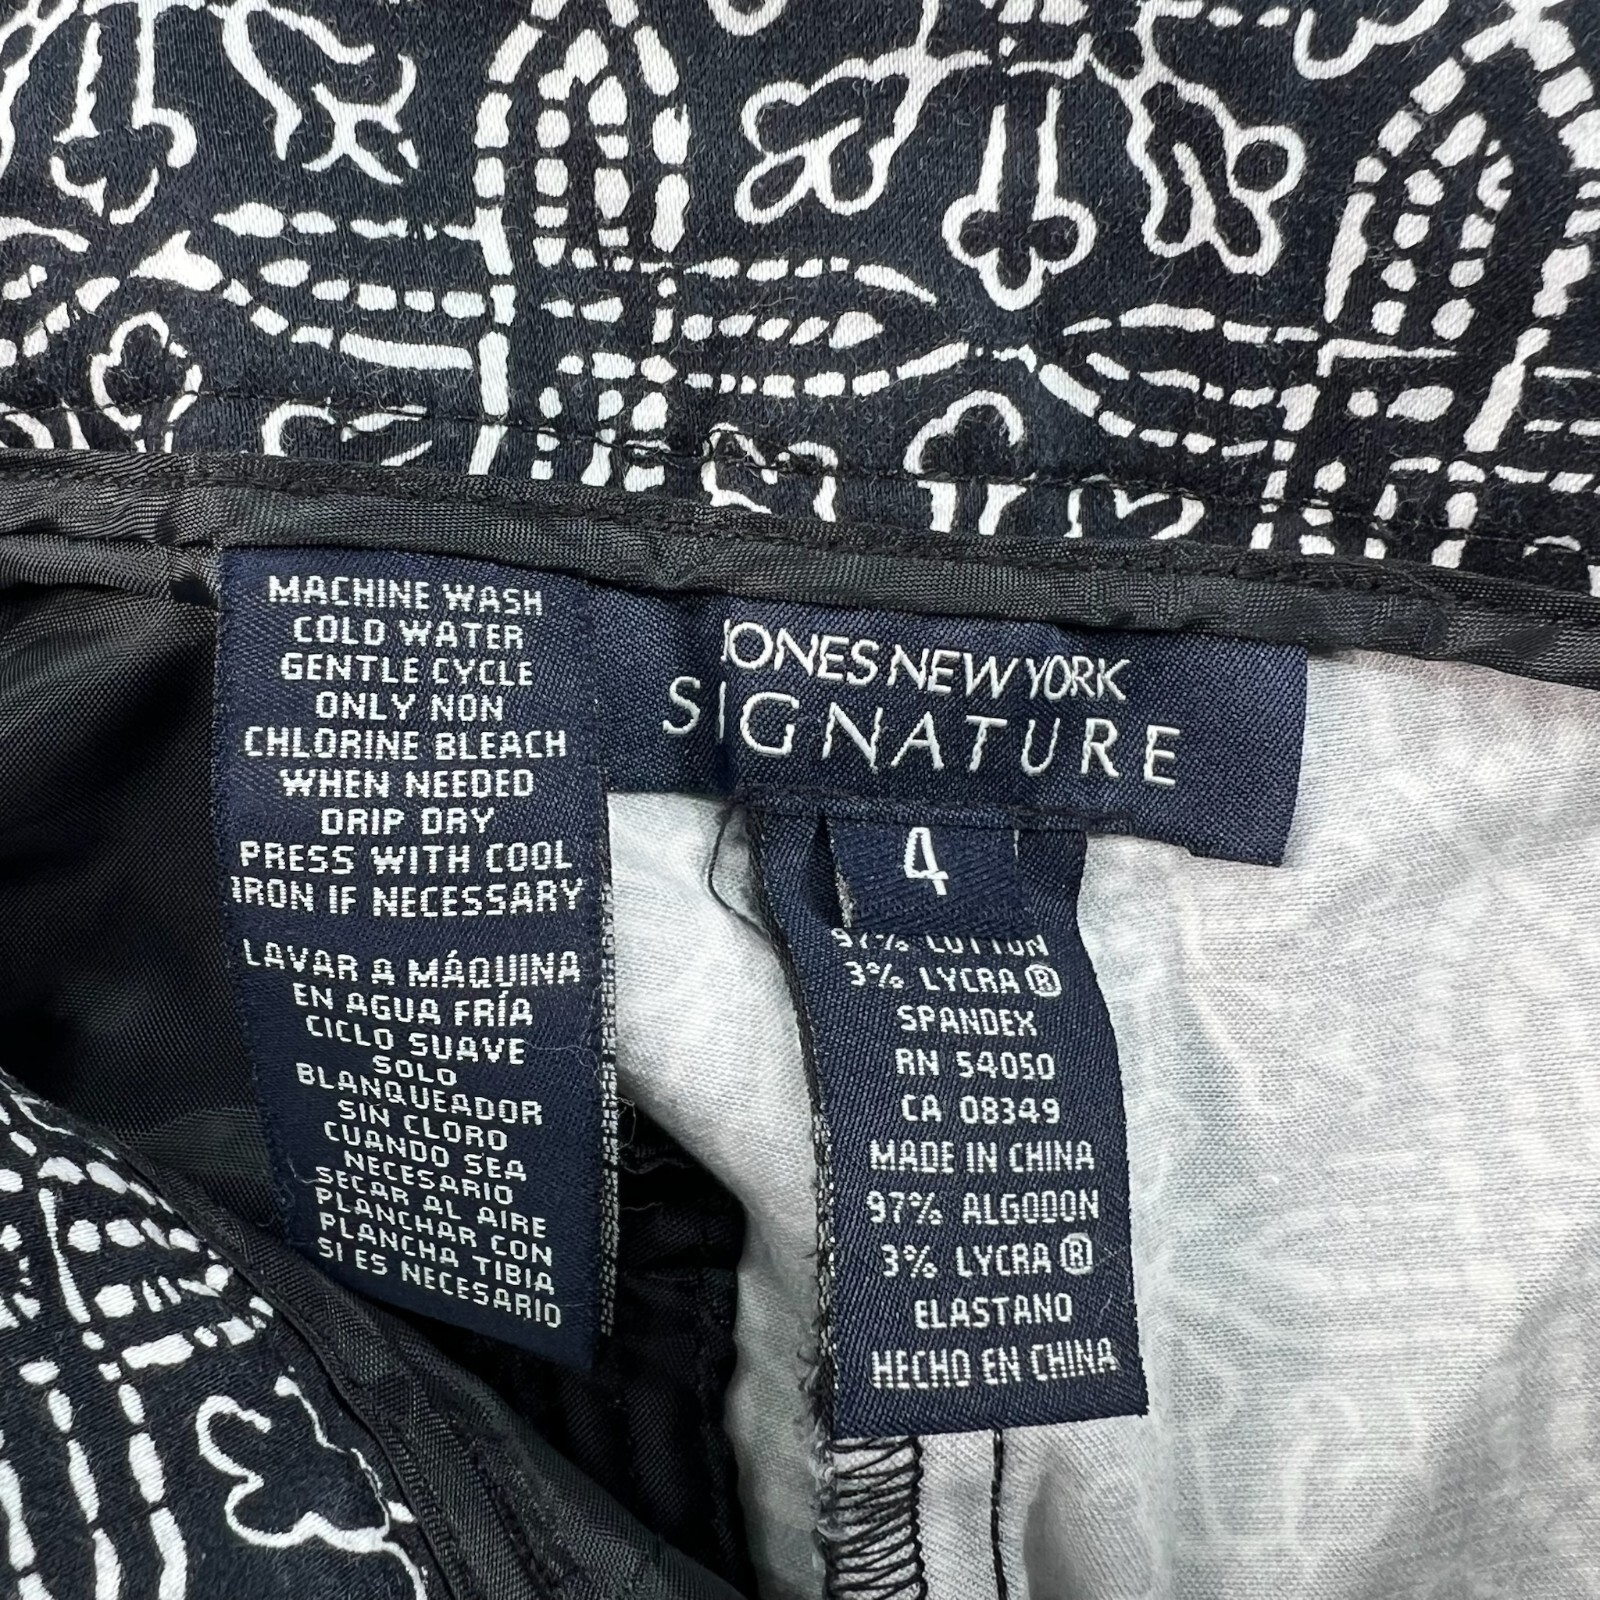 MACHINE WASH
COLD WATER
GENTLE CYCLE
ONLY NON
CHLORINE BLEACH
WHEN NEEDED
DRIP DRY
PRESS WITH COOL
IRON IF NECESSARY
LAVAR A MÁQUINA
EN AGUA FRÍA
CICLO SUAVE
SOLO
BLANQUEADOR
SIN CLORO
CUANDO SEA
NECESARIO
SECAR AL AIRE
PLANCHAR CON
PLANCHA TIBIA
SI ES NECESARIO
JONES NEW YORK
SIGNATURE
4
97% COTTON
3% LYCRA®
SPANDEX
RN 54050
CA 08349
MADE IN CHINA
97% ALGODON
3% LYCRA®
ELASTANO
HECHO EN CHINA